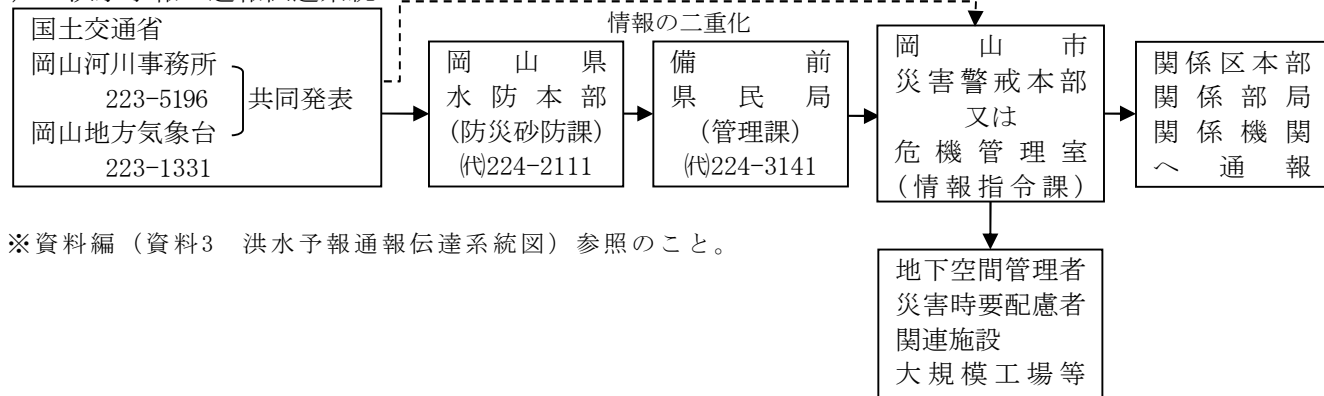 情報の二重化
国土交通省
岡山河川事務所
223-5196
岡山地方気象台
223-1331
共同発表
岡山県
水防本部
(防災砂防課)
㈹224-2111
備前
県民局
(管理課)
㈹224-3141
岡山市
災害警戒本部
又は
危機管理室
(情報指令課)
関係区本部
関係部局
関係機関
へ通報
※資料編（資料3　洪水予報通報伝達系統図）参照のこと。
地下空間管理者
災害時要配慮者
関連施設
大規模工場等